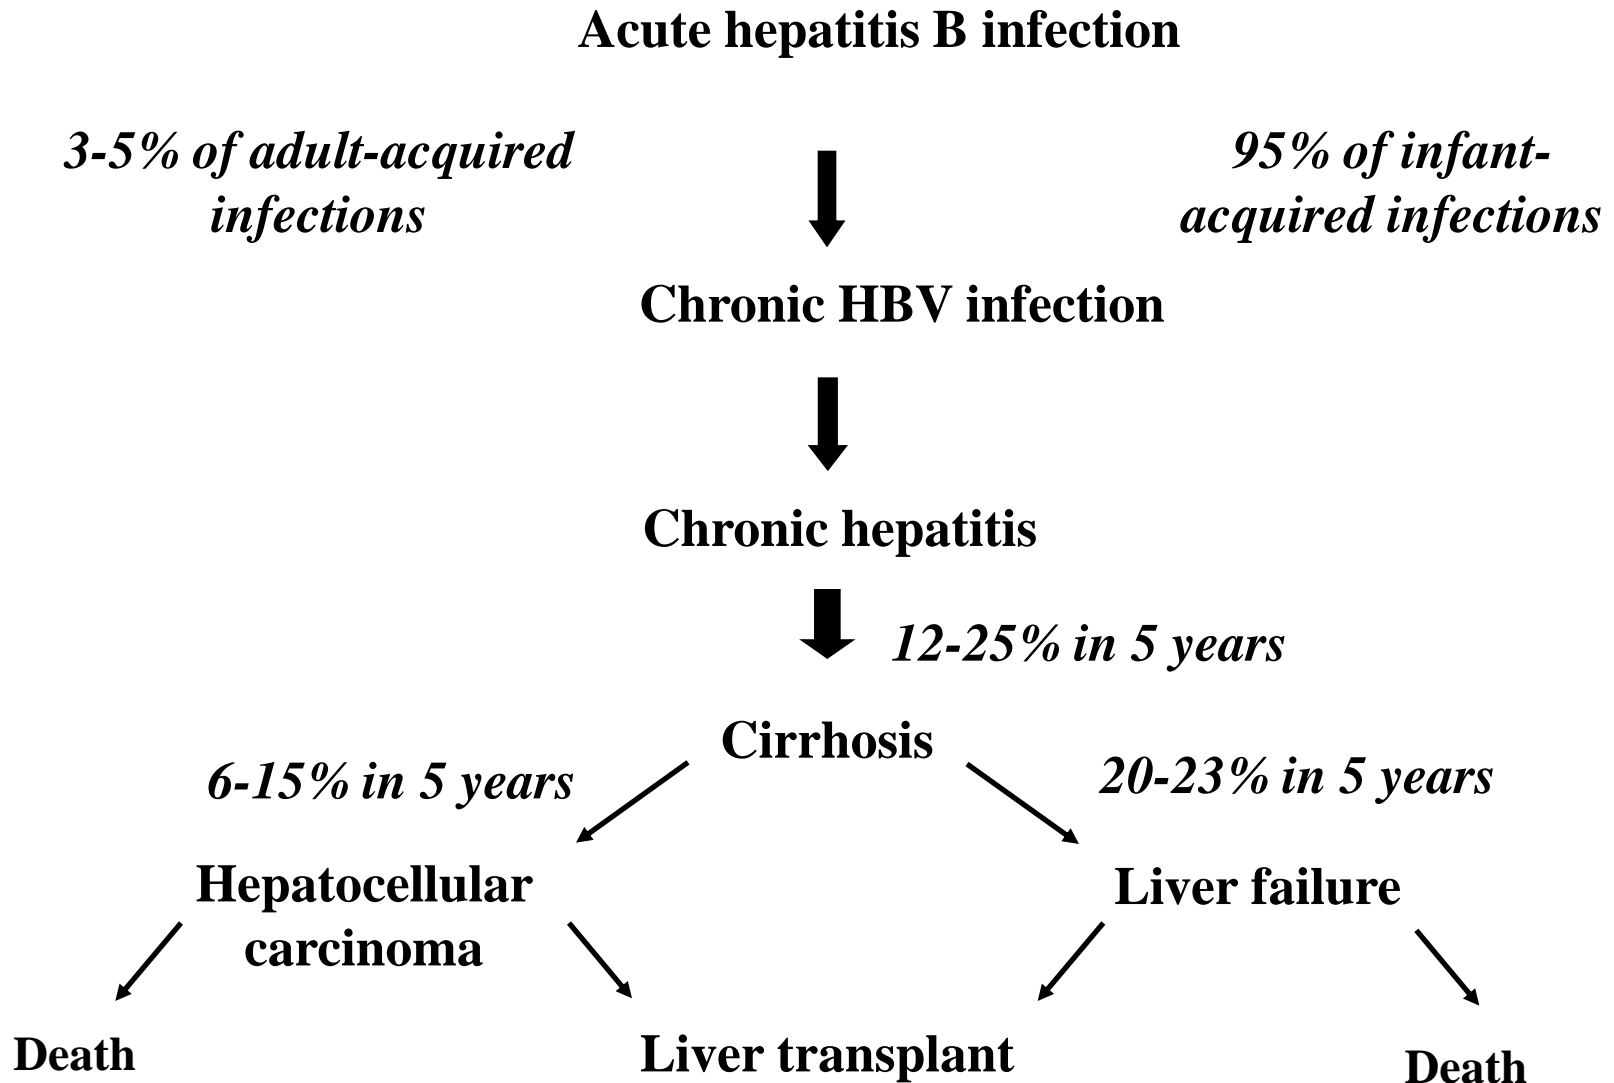 Acute hepatitis B infection
3-5% of adult-acquired
infections
95% of infant-
acquired infections
Chronic HBV infection
Chronic hepatitis
12-25% in 5 years
Cirrhosis
6-15% in 5 years
20-23% in 5 years
Hepatocellular
carcinoma
Liver failure
Death
Liver transplant
Death